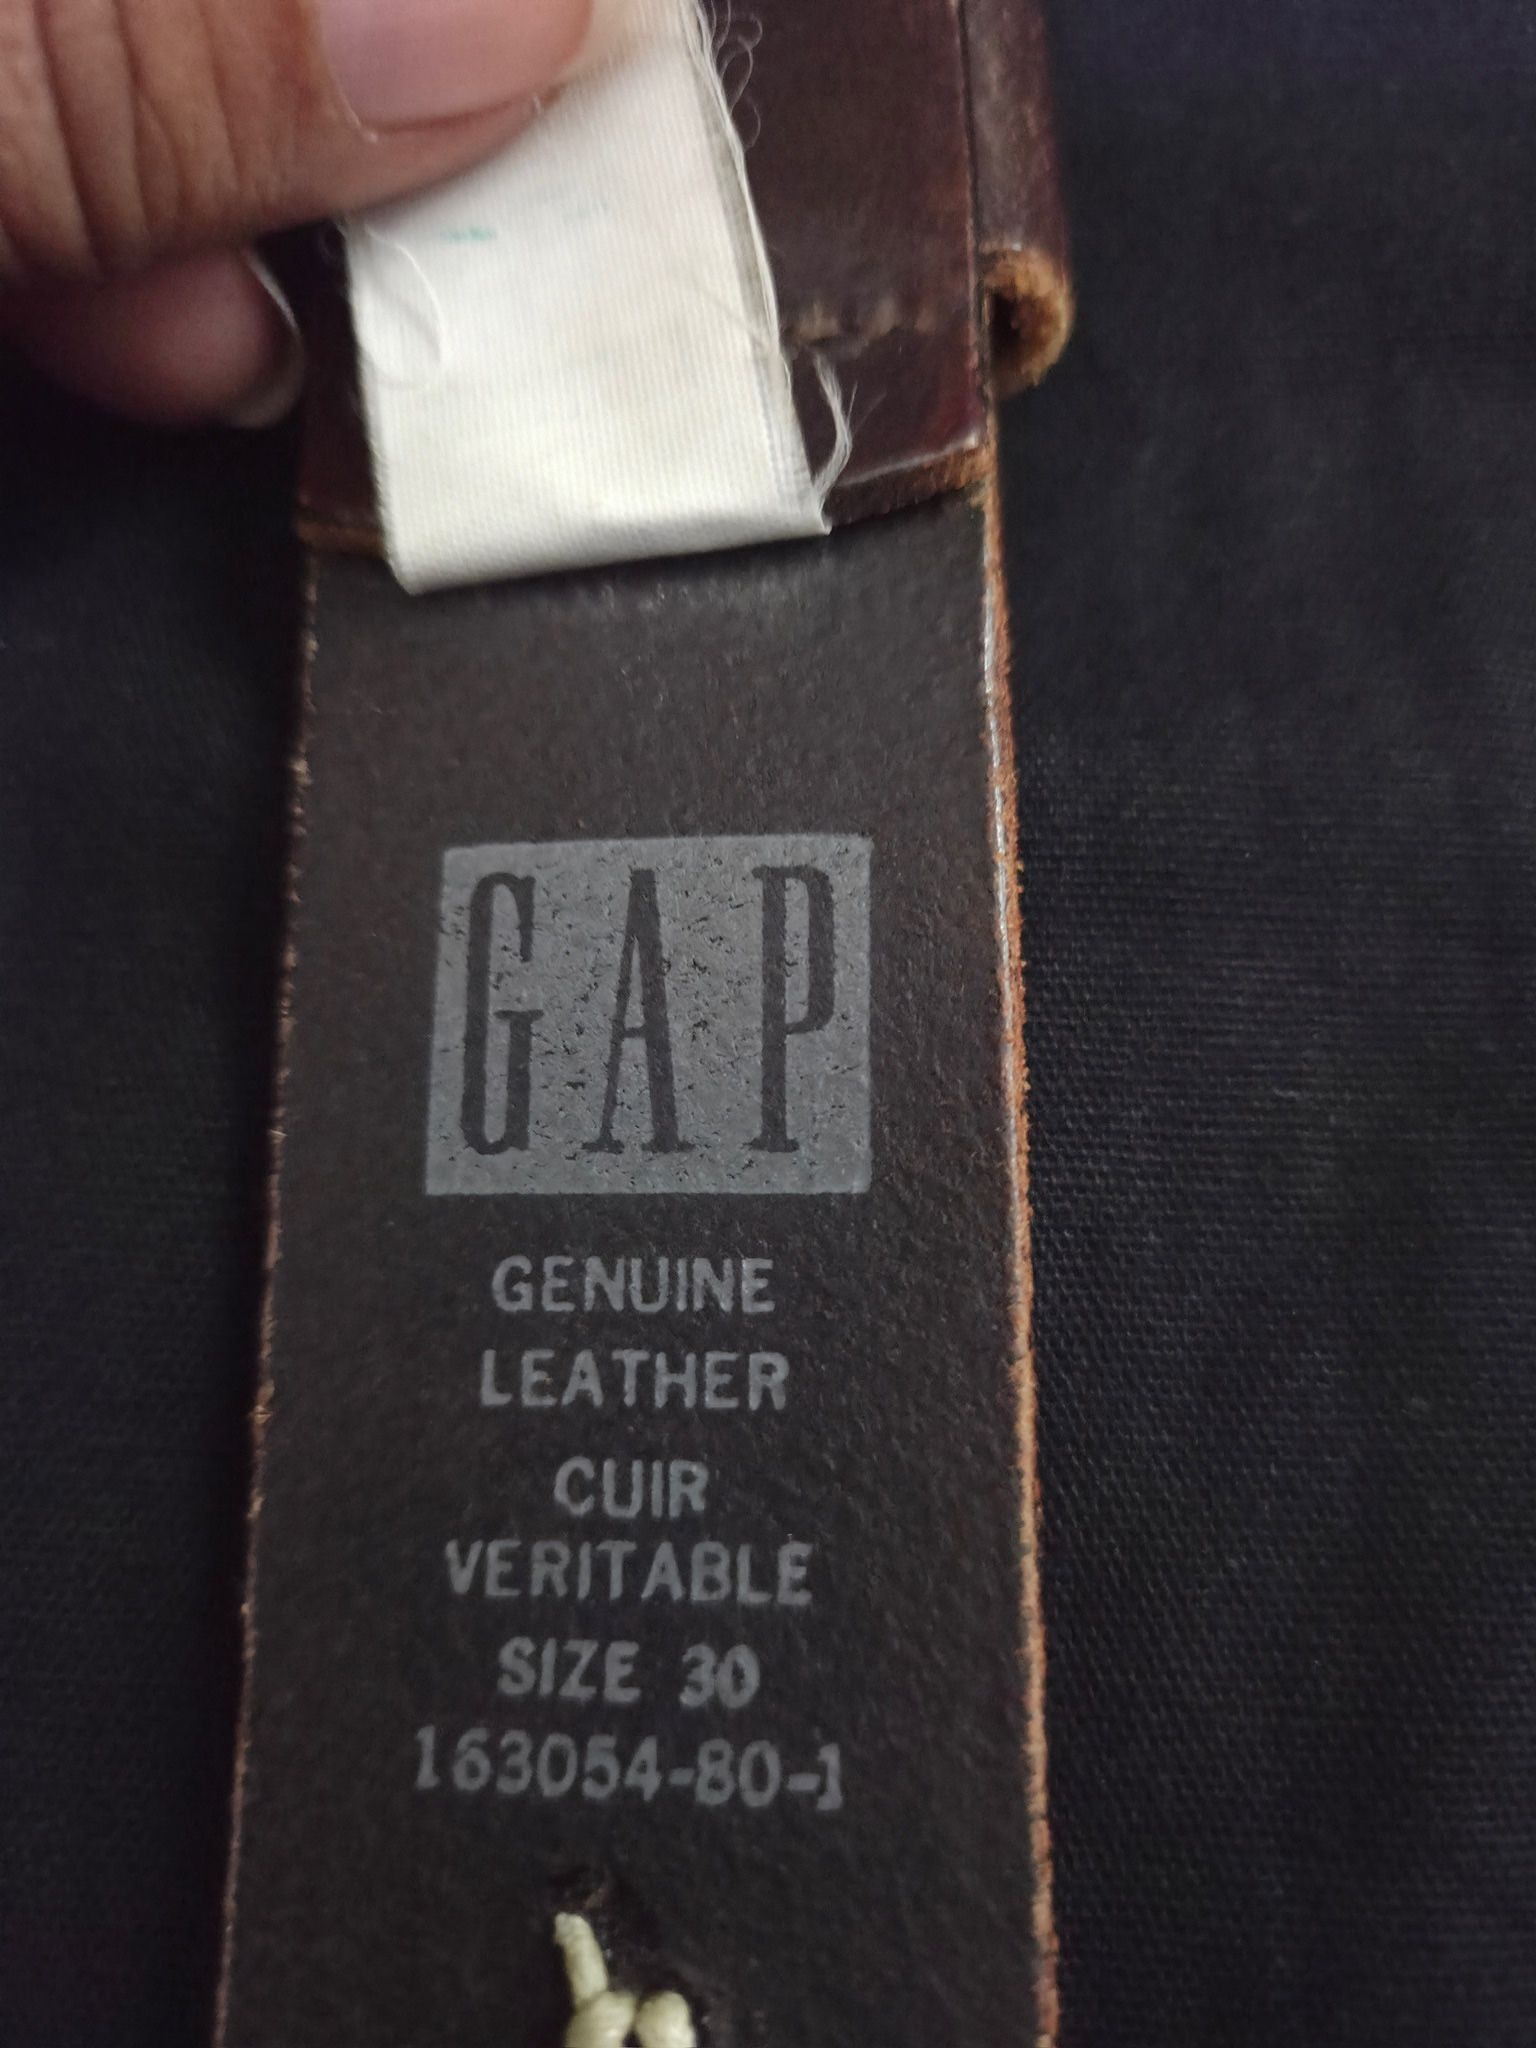 GAP
GENUINE
LEATHER
CUIR
VERITABLE
SIZE 30
163054-80-1